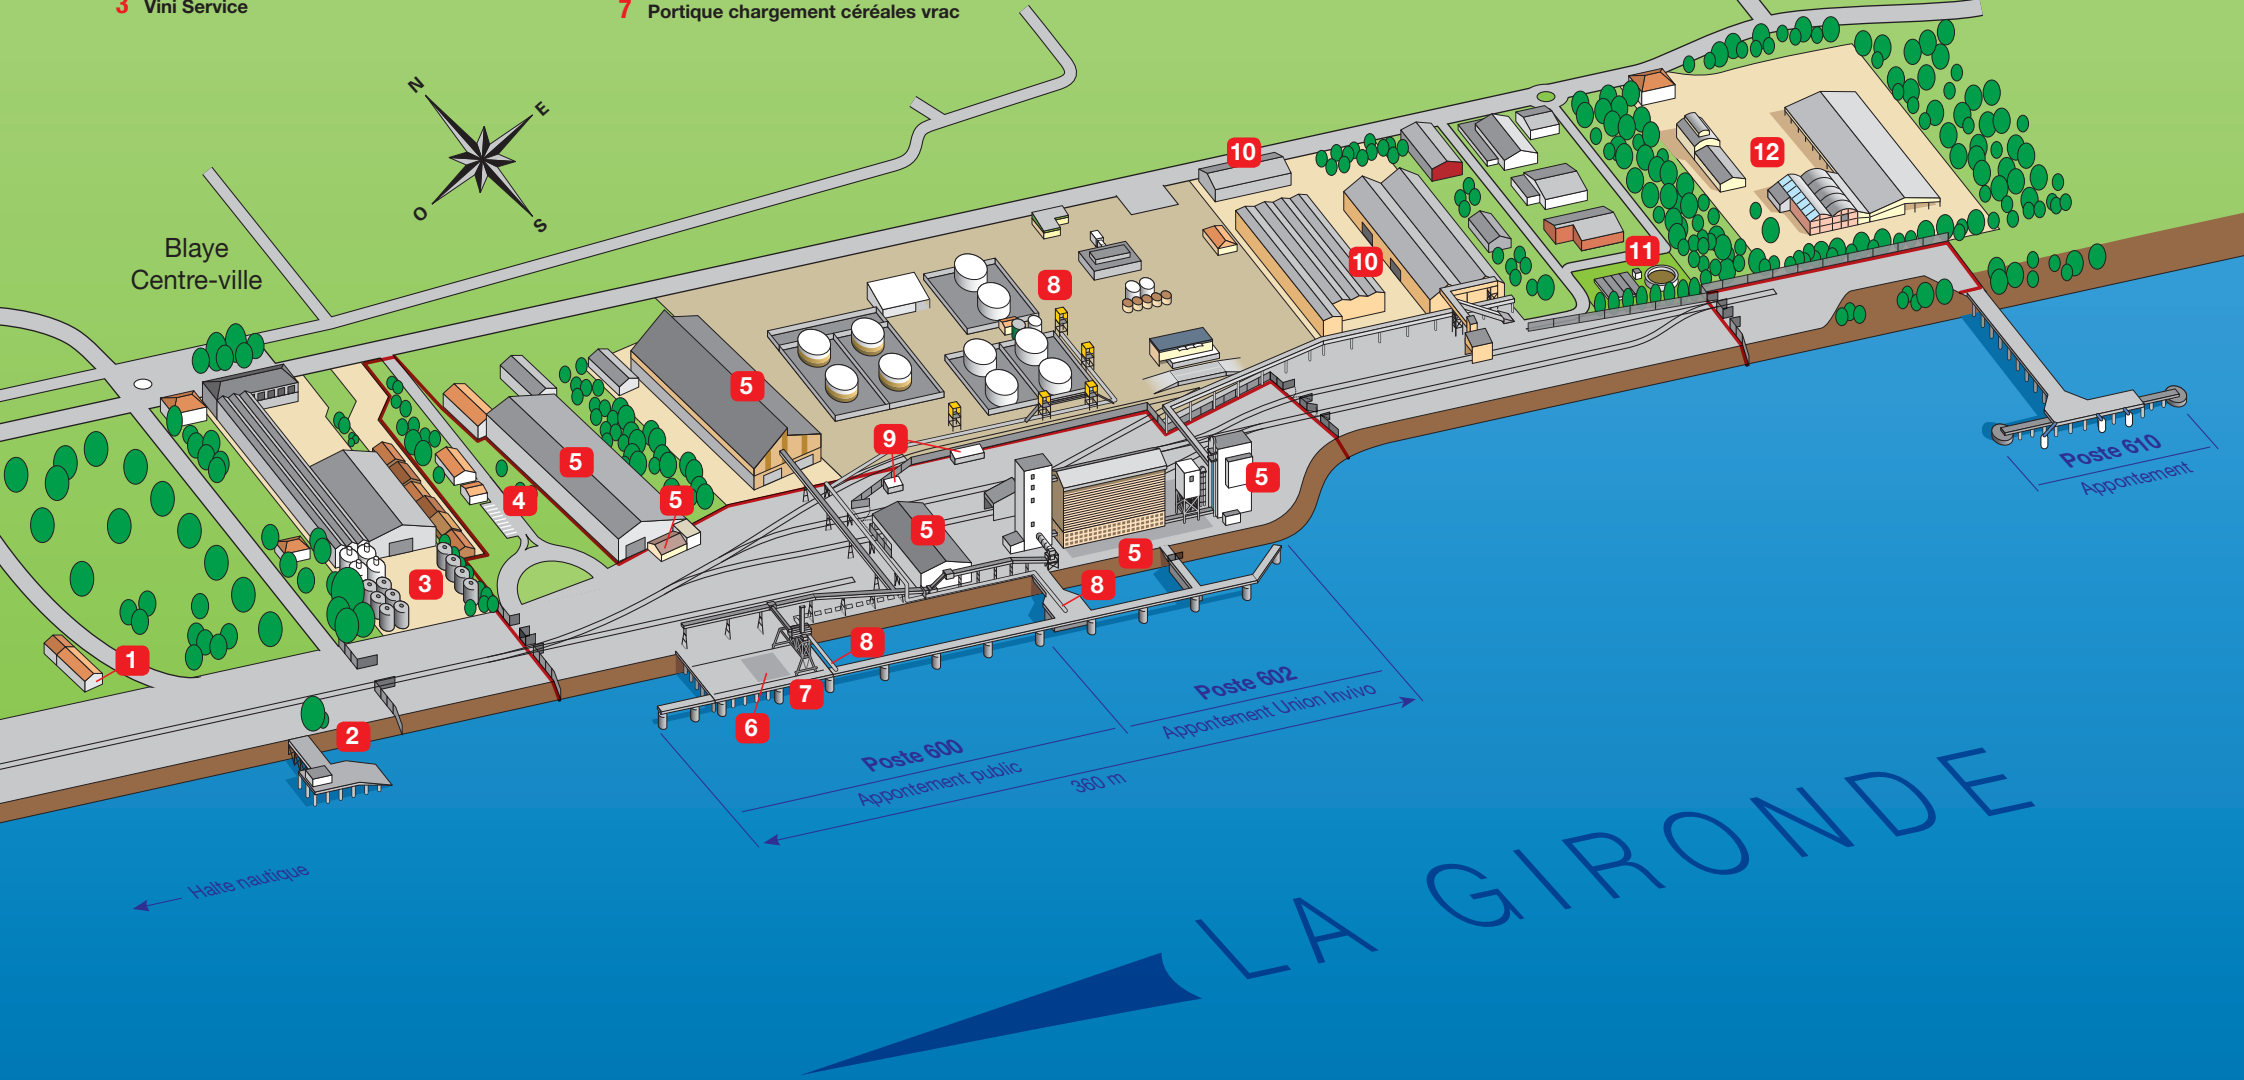 3 Vini Service
7 Portique chargement céréales vrac
N
E
O
S
Blaye
Centre-ville
10
12
10
11
8
5
9
5
4
5
5
5
5
3
8
8
1
7
6
2
Poste 610
Appontement
Poste 602
Appontement Union Invivo
Poste 600
Appontement public
360 m
Halte nautique
LA GIRONDE